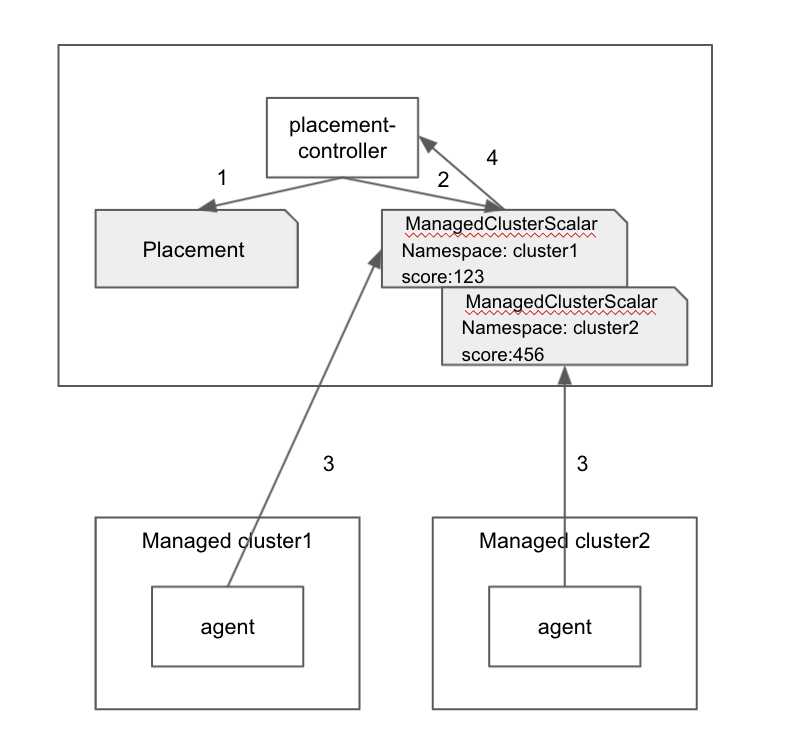 placement-
controller
1
2
4
Placement
ManagedClusterScalar
Namespace: cluster1
score:123
ManagedClusterScalar
Namespace: cluster2
score:456
3
3
Managed cluster1
Managed cluster2
agent
agent